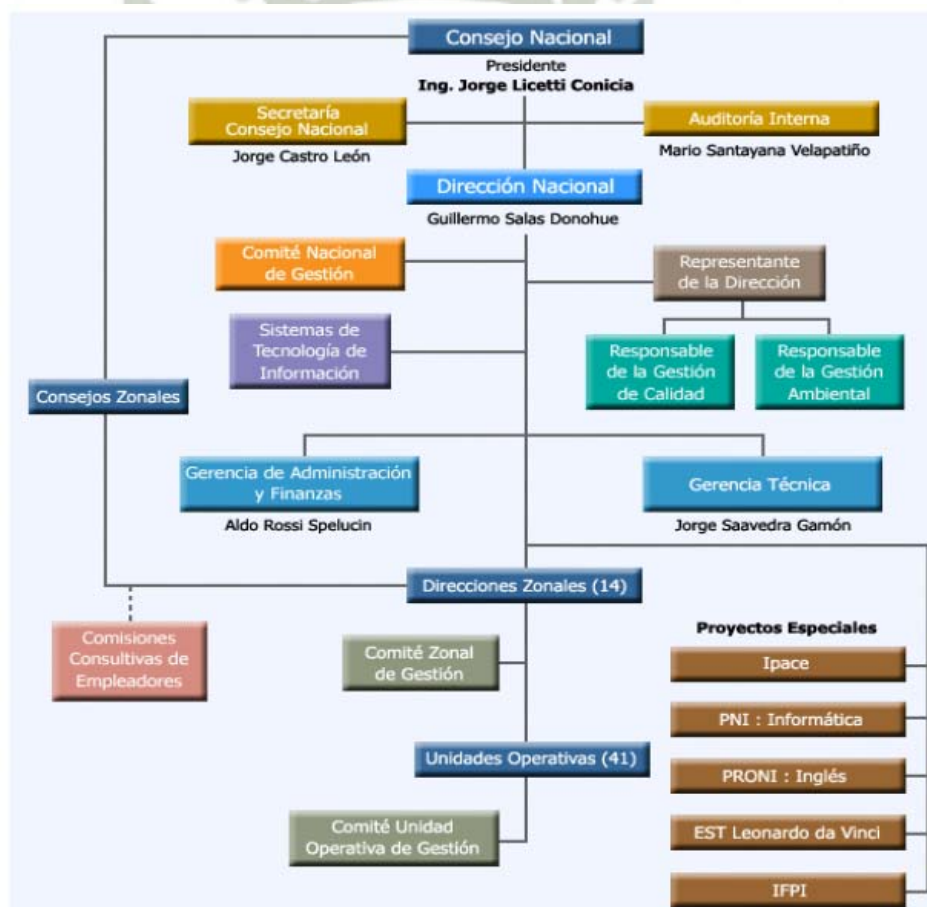 Consejo Nacional
Presidente
Ing. Jorge Licetti Conicia
Secretaría
Consejo Nacional
Jorge Castro León
Auditoría Interna
Mario Santayana Velapatiño
Dirección Nacional
Guillermo Salas Donohue
Comité Nacional
de Gestión
Representante
de la Dirección
Sistemas de
Tecnología de
Información
Responsable
de la Gestión
de Calidad
Responsable
de la Gestión
Ambiental
Consejos Zonales
Gerencia de Administración
y Finanzas
Aldo Rossi Spelucin
Gerencia Técnica
Jorge Saavedra Gamón
Direcciones Zonales (14)
Comisiones
Consultivas de
Empleadores
Comité Zonal
de Gestión
Unidades Operativas (41)
Comité Unidad
Operativa de Gestión
Proyectos Especiales
Ipace
PNI : Informática
PRONI : Inglés
EST Leonardo da Vinci
IFPI